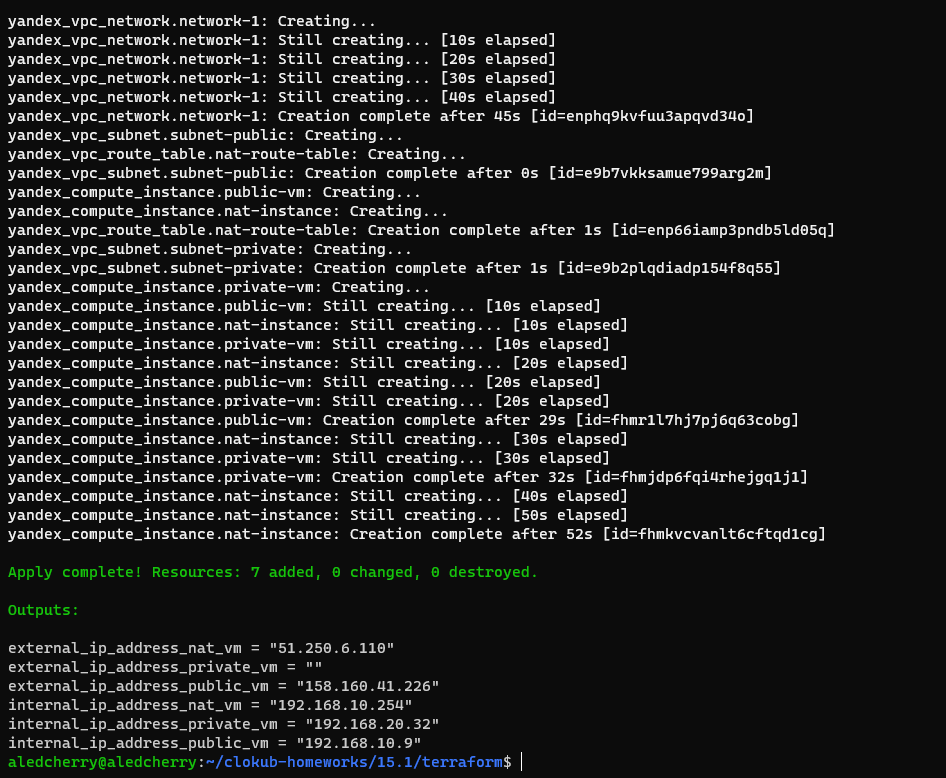 yandex_vpc_network.network-1: Creating...
yandex_vpc_network.network-1: Still creating... [10s elapsed]
yandex_vpc_network.network-1: Still creating... [20s elapsed]
yandex_vpc_network.network-1: Still creating... [30s elapsed]
yandex_vpc_network.network-1: Still creating... [40s elapsed]
yandex_vpc_network.network-1: Creation complete after 45s [id=enphq9kvfuu3apqvd34o]
yandex_vpc_subnet.subnet-public: Creating...
yandex_vpc_route_table.nat-route-table: Creating...
yandex_vpc_subnet.subnet-public: Creation complete after 0s [id=e9b7vkksamue799arg2m]
yandex_compute_instance.public-vm: Creating...
yandex_compute_instance.nat-instance: Creating...
yandex_vpc_route_table.nat-route-table: Creation complete after 1s [id=enp66iamp3pndb5ld05q]
yandex_vpc_subnet.subnet-private: Creating...
yandex_vpc_subnet.subnet-private: Creation complete after 1s [id=e9b2plqdiadp154f8q55]
yandex_compute_instance.private-vm: Creating...
yandex_compute_instance.public-vm: Still creating... [10s elapsed]
yandex_compute_instance.nat-instance: Still creating... [10s elapsed]
yandex_compute_instance.private-vm: Still creating... [10s elapsed]
yandex_compute_instance.nat-instance: Still creating... [20s elapsed]
yandex_compute_instance.public-vm: Still creating... [20s elapsed]
yandex_compute_instance.private-vm: Still creating... [20s elapsed]
yandex_compute_instance.public-vm: Creation complete after 29s [id=fhmr1l7hj7pj6q63cobg]
yandex_compute_instance.nat-instance: Still creating... [30s elapsed]
yandex_compute_instance.private-vm: Still creating... [30s elapsed]
yandex_compute_instance.private-vm: Creation complete after 32s [id=fhmjdp6fqi4rhejgq1j1]
yandex_compute_instance.nat-instance: Still creating... [40s elapsed]
yandex_compute_instance.nat-instance: Still creating... [50s elapsed]
yandex_compute_instance.nat-instance: Creation complete after 52s [id=fhmkvcvanlt6cftqd1cg]
Apply complete! Resources: 7 added, 0 changed, 0 destroyed.
Outputs:
external_ip_address_nat_vm = "51.250.6.110"
external_ip_address_private_vm = ""
external_ip_address_public_vm = "158.160.41.226"
internal_ip_address_nat_vm = "192.168.10.254"
internal_ip_address_private_vm = "192.168.20.32"
internal_ip_address_public_vm = "192.168.10.9"
aledcherry@aledcherry:~/clokub-homeworks/15.1/terraform$